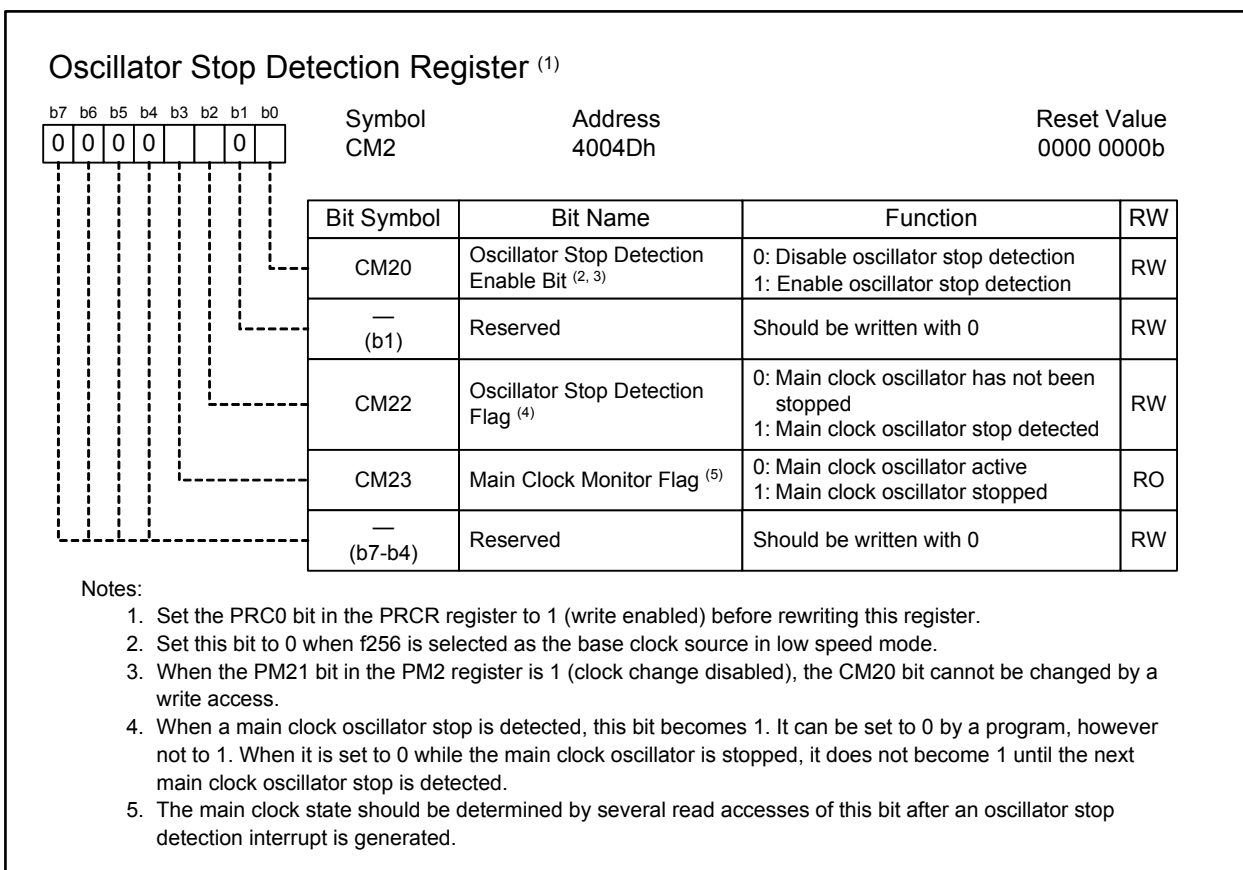 Oscillator Stop Detection Register (1)
b7 b6 b5 b4 b3 b2 b1 b0
0 0 0 0 0
Symbol Address Reset Value
CM2 4004Dh 0000 0000b
Bit Symbol Bit Name Function RW
CM20 Oscillator Stop Detection Enable Bit (2, 3) 0: Disable oscillator stop detection 1: Enable oscillator stop detection RW
— (b1) Reserved Should be written with 0 RW
CM22 Oscillator Stop Detection Flag (4) 0: Main clock oscillator has not been stopped 1: Main clock oscillator stop detected RW
CM23 Main Clock Monitor Flag (5) 0: Main clock oscillator active 1: Main clock oscillator stopped RO
— (b7-b4) Reserved Should be written with 0 RW
Notes:
1. Set the PRC0 bit in the PRCR register to 1 (write enabled) before rewriting this register.
2. Set this bit to 0 when f256 is selected as the base clock source in low speed mode.
3. When the PM21 bit in the PM2 register is 1 (clock change disabled), the CM20 bit cannot be changed by a
write access.
4. When a main clock oscillator stop is detected, this bit becomes 1. It can be set to 0 by a program, however
not to 1. When it is set to 0 while the main clock oscillator is stopped, it does not become 1 until the next
main clock oscillator stop is detected.
5. The main clock state should be determined by several read accesses of this bit after an oscillator stop
detection interrupt is generated.